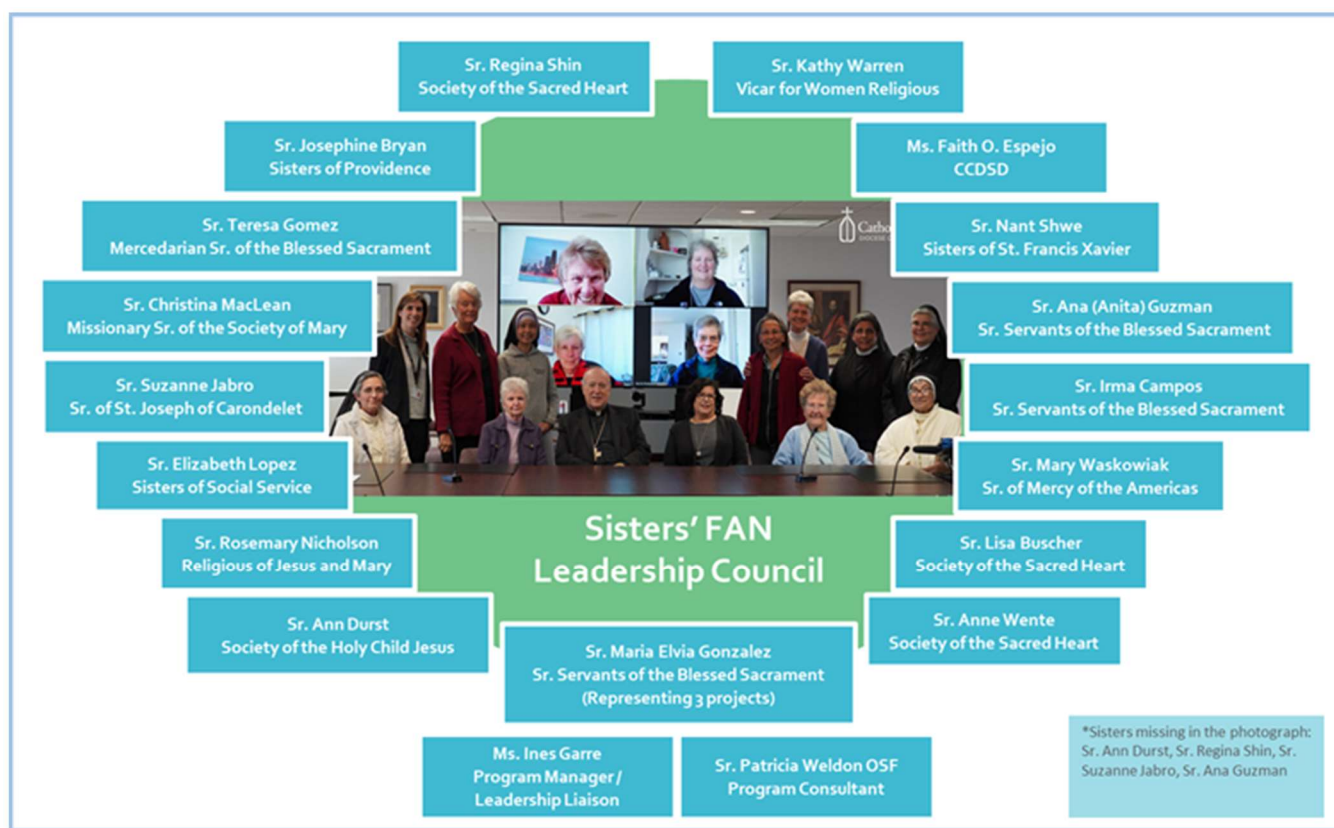 Sr. Regina Shin
Society of the Sacred Heart
Sr. Kathy Warren
Vicar for Women Religious
Sr. Josephine Bryan
Sisters of Providence
Ms. Faith O. Espejo
CCDSD
Sr. Teresa Gomez
Mercedarian Sr. of the Blessed Sacrament
Catho
DIOCESE
Sr. Nant Shwe
Sisters of St. Francis Xavier
Sr. Christina MacLean
Missionary Sr. of the Society of Mary
Sr. Ana (Anita) Guzman
Sr. Servants of the Blessed Sacrament
Sr. Suzanne Jabro
Sr. of St. Joseph of Carondelet
Sr. Irma Campos
Sr. Servants of the Blessed Sacrament
Sr. Elizabeth Lopez
Sisters of Social Service
Sr. Mary Waskowiak
Sr. of Mercy of the Americas
Sisters' FAN
Leadership Council
Sr. Rosemary Nicholson
Religious of Jesus and Mary
Sr. Lisa Buscher
Society of the Sacred Heart
Sr. Ann Durst
Society of the Holy Child Jesus
Sr. Anne Wente
Society of the Sacred Heart
Sr. Maria Elvia Gonzalez
Sr. Servants of the Blessed Sacrament
(Representing 3 projects)
Ms. Ines Garre
Program Manager /
Leadership Liaison
Sr. Patricia Weldon OSF
Program Consultant
*Sisters missing in the photograph:
Sr. Ann Durst, Sr. Regina Shin, Sr.
Suzanne Jabro, Sr. Ana Guzman